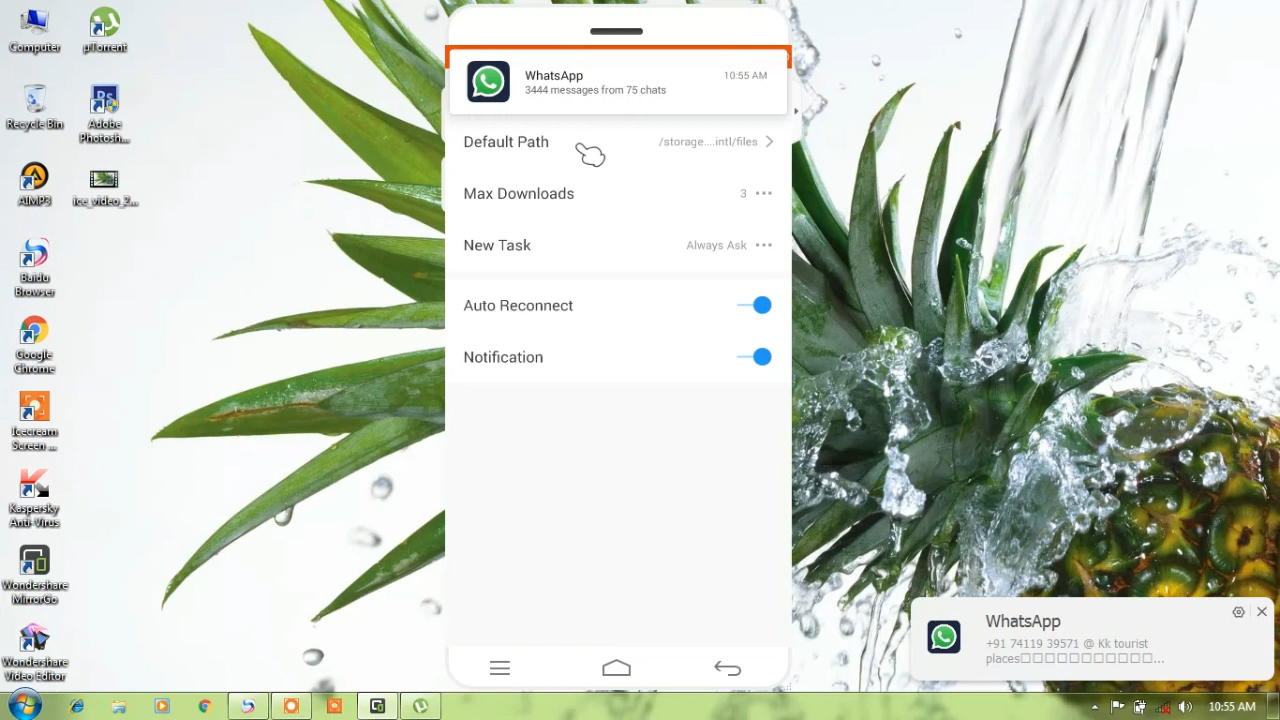 Computer
µTorrent
Recycle Bin
Adobe
Photosh...
AIMP3
ice_video_2...
Baidu
Browser
Google
Chrome
Icecream
Screen ...
Kaspersky
Anti-Virus
Wondershare
MirrorGo
Wondershare
Video Editor
WhatsApp
10:55 AM
3444 messages from 75 chats
Default Path
/storage....intl/files
Max Downloads
3
New Task
Always Ask
Auto Reconnect
Notification
WhatsApp
+91 74119 39571 @ Kk tourist
places□□□□□□□□□□□...
10:55 AM